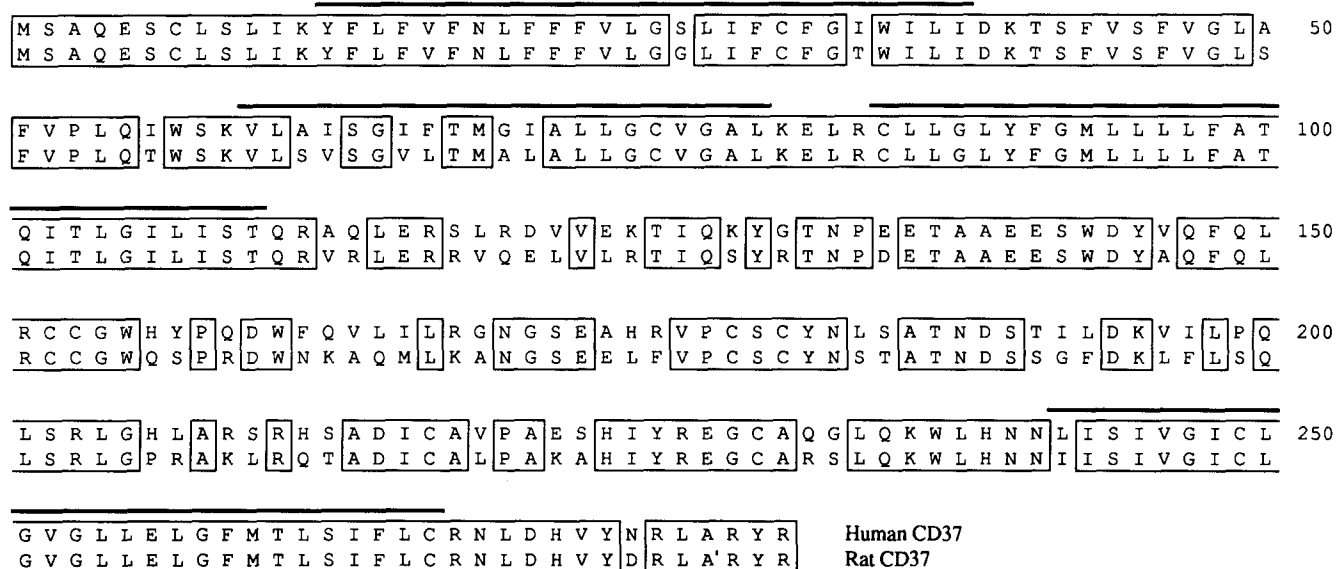 M S A Q E S C L S L I K Y F L F V F N L F F F V L G S L I F C F G I W I L I D K T S F V S F V G L A 50
M S A Q E S C L S L I K Y F L F V F N L F F F V L G G L I F C F G T W I L I D K T S F V S F V G L S
F V P L Q I W S K V L A I S G I F T M G I A L L G C V G A L K E L R C L L G L Y F G M L L L L F A T 100
F V P L Q T W S K V L S V S G V L T M A L A L L G C V G A L K E L R C L L G L Y F G M L L L L F A T
Q I T L G I L I S T Q R A Q L E R S L R D V V E K T I Q K Y G T N P E E T A A E E S W D Y V Q F Q L 150
Q I T L G I L I S T Q R V R L E R R V Q E L V L R T I Q S Y R T N P D E T A A E E S W D Y A Q F Q L
R C C G W H Y P Q D W F Q V L I L R G N G S E A H R V P C S C Y N L S A T N D S T I L D K V I L P Q 200
R C C G W Q S P R D W N K A Q M L K A N G S E E L F V P C S C Y N S T A T N D S S G F D K L F L S Q
L S R L G H L A R S R H S A D I C A V P A E S H I Y R E G C A Q G L Q K W L H N N L I S I V G I C L 250
L S R L G P R A K L R Q T A D I C A L P A K A H I Y R E G C A R S L Q K W L H N N I I S I V G I C L
G V G L L E L G F M T L S I F L C R N L D H V Y N R L A R Y R Human CD37
G V G L L E L G F M T L S I F L C R N L D H V Y D R L A' R Y R Rat CD37